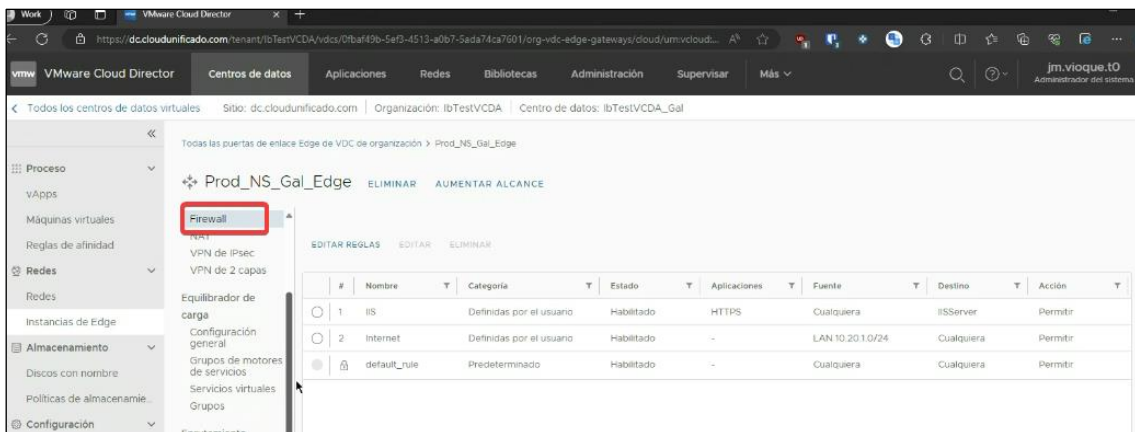 Work
VMware Cloud Director
https://dc.cloudunificado.com/tenant/IbTestVCDA/vdcs/0fbaf49b-5ef3-4513-a0b7-5ada74ca7601/org-vdc-edge-gateways/cloud/urn:vcloud:...
vmw VMware Cloud Director Centros de datos Aplicaciones Redes Bibliotecas Administración Supervisar Más jm.vioque.t0
Administrador del sistema
Todos los centros de datos virtuales Sitio: dc.cloudunificado.com Organización: IbTestVCDA Centro de datos: IbTestVCDA_Gal
Todas las puertas de enlace Edge de VDC de organización > Prod_NS_Gal_Edge
Prod_NS_Gal_Edge ELIMINAR AUMENTAR ALCANCE
Proceso
vApps
Máquinas virtuales
Reglas de afinidad
Redes
Redes
Instancias de Edge
Almacenamiento
Discos con nombre
Políticas de almacenamie...
Configuración
Firewall
NAT
VPN de IPsec
VPN de 2 capas
Equilibrador de
carga
Configuración
general
Grupos de motores
de servicios
Servicios virtuales
Grupos
EDITAR REGLAS EDITAR ELIMINAR
# Nombre Categoría Estado Aplicaciones Fuente Destino Acción
1 IIS Definidas por el usuario Habilitado HTTPS Cualquiera IISServer Permitir
2 Internet Definidas por el usuario Habilitado - LAN 10.20.1.0/24 Cualquiera Permitir
default_rule Predeterminado Habilitado - Cualquiera Cualquiera Permitir